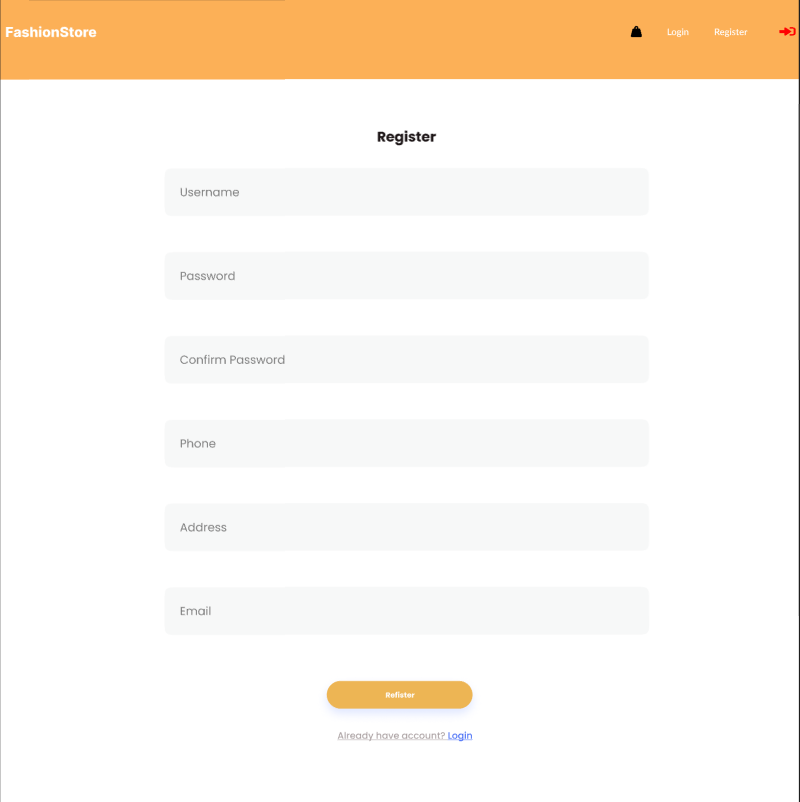 FashionStore
Login
Register
Register
Username
Password
Confirm Password
Phone
Address
Email
Refister
Already have account? Login